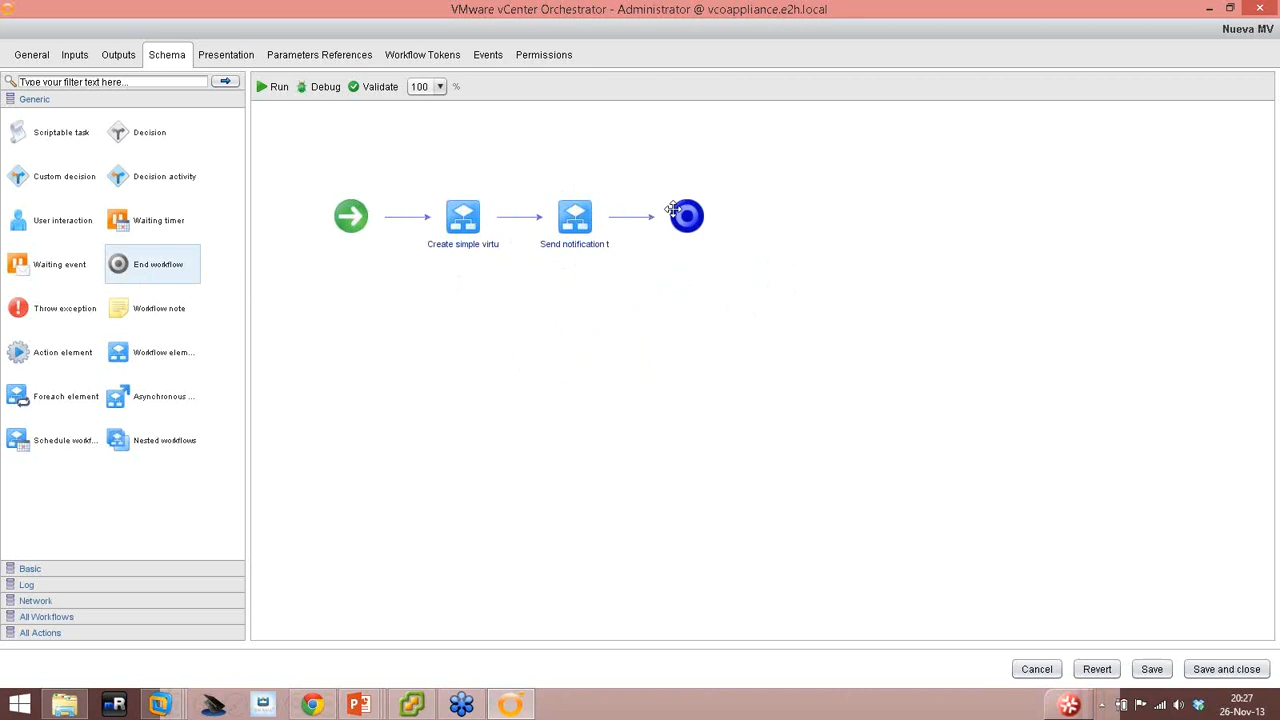 VMware vCenter Orchestrator - Administrator @ vcoappliance.e2h.local
Nueva MV
General Inputs Outputs Schema Presentation Parameters References Workflow Tokens Events Permissions
Type your filter text here...
Run Debug Validate 100 %
Generic
Scriptable task Decision
Custom decision Decision activity
User interaction Waiting timer
Waiting event End workflow
Throw exception Workflow note
Action element Workflow elem...
Foreach element Asynchronous ...
Schedule workf... Nested workflows
Create simple virtu Send notification t
Basic
Log
Network
All Workflows
All Actions
Cancel Revert Save Save and close
20:27
26-Nov-13